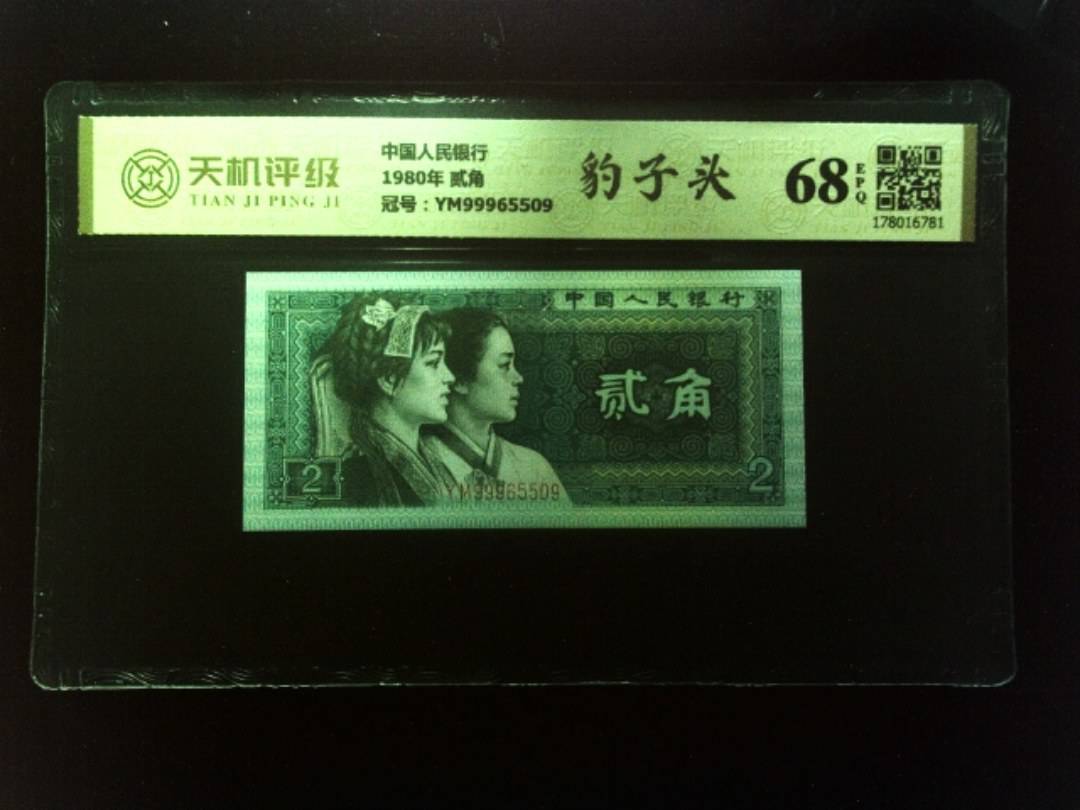 天机评级
TIAN JI PING JI
中国人民银行
1980年 贰角
冠号：YM99965509
豹子头
68
EPQ
178016781
中国人民银行
贰角
2
2
YM99965509